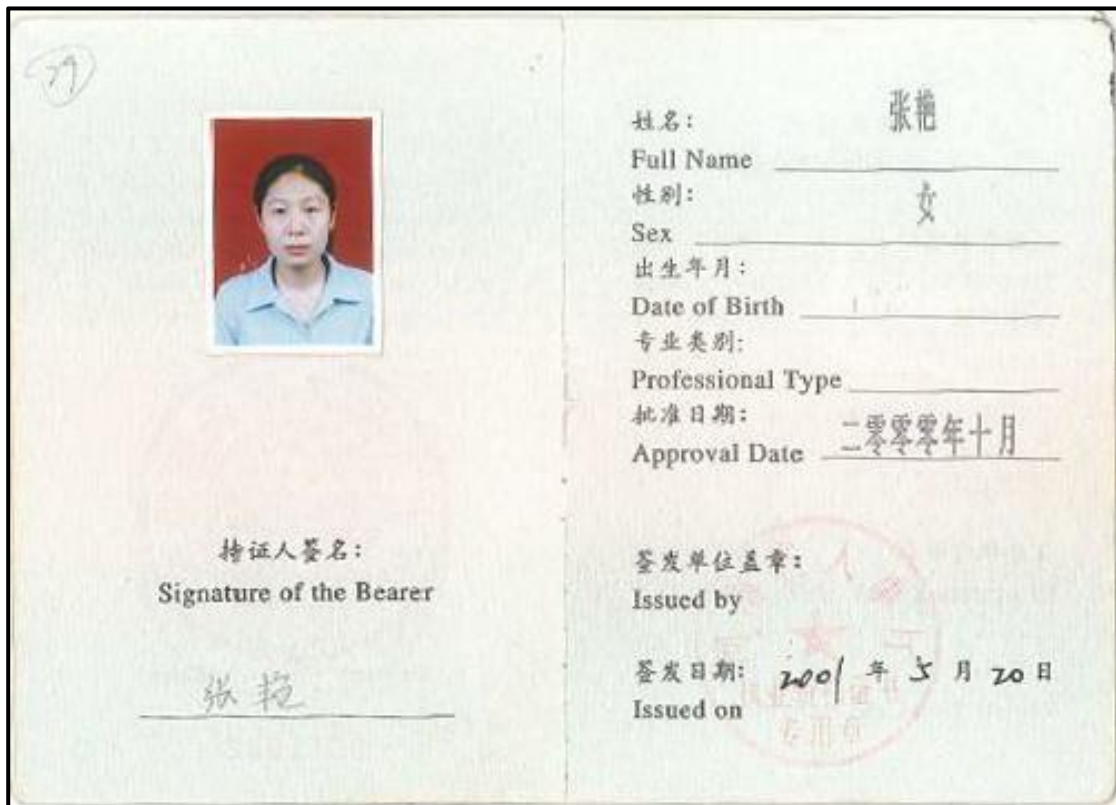 29
持证人签名:
Signature of the Bearer
张艳
姓名: 张艳
Full Name
性别: 女
Sex
出生年月:
Date of Birth
专业类别:
Professional Type
批准日期: 二零零零年十月
Approval Date
签发单位盖章:
Issued by
签发日期: 2001 年 5 月 20 日
Issued on